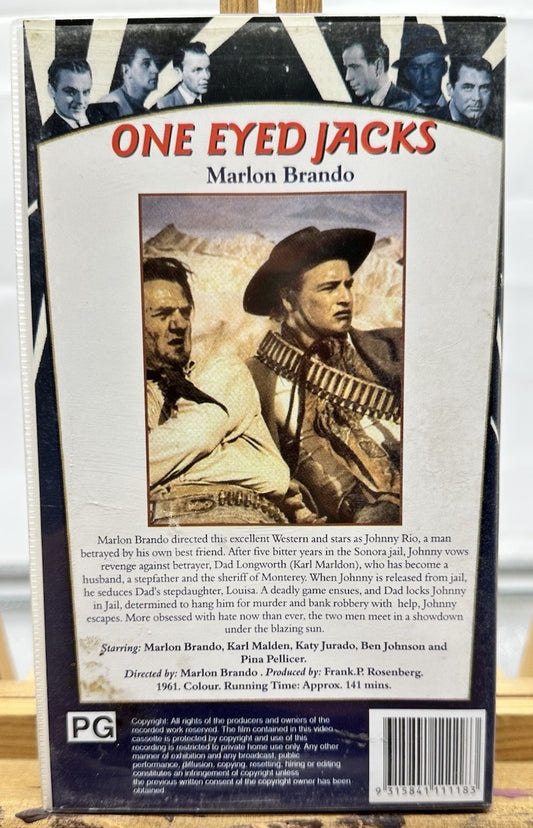 ONE EYED JACKS
Marlon Brando
Marlon Brando directed this excellent Western and stars as Johnny Rio, a man
betrayed by his own best friend. After five bitter years in the Sonora jail, Johnny vows
revenge against betrayer, Dad Longworth (Karl Marldon), who has become a
husband, a stepfather and the sheriff of Monterey. When Johnny is released from jail,
he seduces Dad's stepdaughter, Louisa. A deadly game ensues, and Dad locks Johnny
in Jail, determined to hang him for murder and bank robbery with help, Johnny
escapes. More obsessed with hate now than ever, the two men meet in a showdown
under the blazing sun.
Starring: Marlon Brando, Karl Malden, Katy Jurado, Ben Johnson and
Pina Pellicer.
Directed by: Marlon Brando . Produced by: Frank.P. Rosenberg.
1961. Colour. Running Time: Approx. 141 mins.
PG
Copyright: All rights of the producers and owners of the
recorded work reserved. The film contained in this video
cassette is protected by copyright and use of this
recording is restricted to private home use only. Any other
manner of exhibition and any broadcast, public
performance, diffusion, copying, resetting, hiring or editing
constitutes an infringement of copyright unless
the previous written consent of the copyright owner has been
obtained.
9 315841 111183